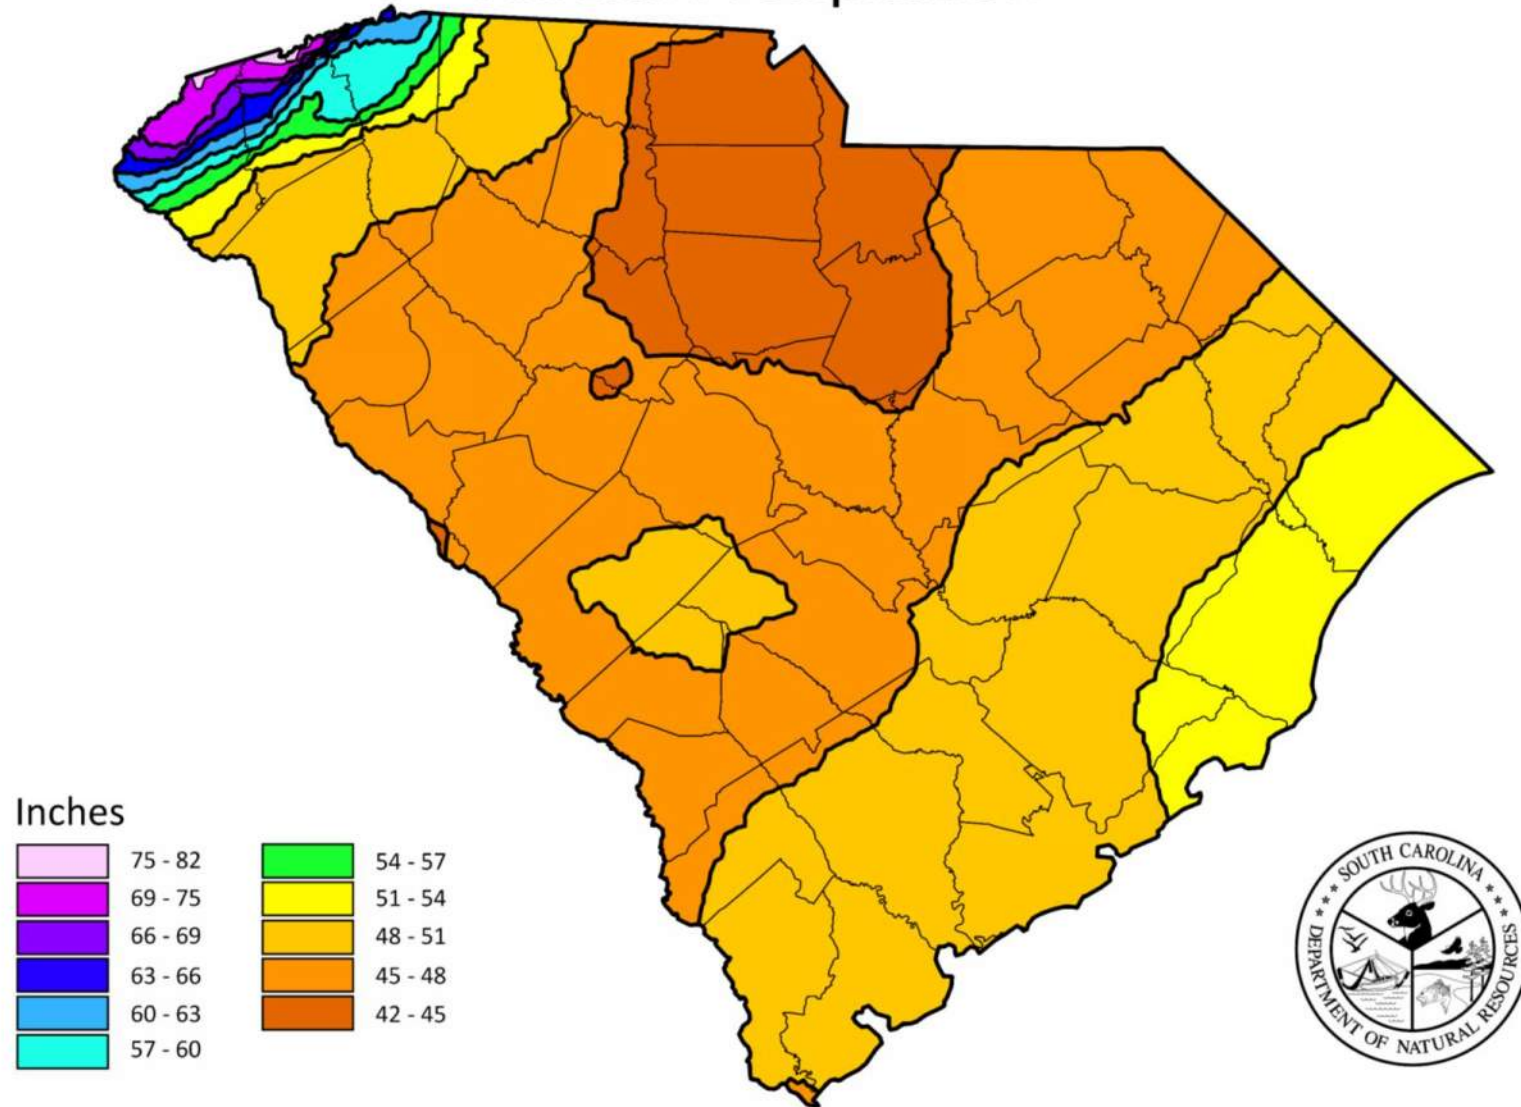 Inches
75 - 82
69 - 75
66 - 69
63 - 66
60 - 63
57 - 60
54 - 57
51 - 54
48 - 51
45 - 48
42 - 45
SOUTH CAROLINA
DEPARTMENT OF NATURAL RESOURCES